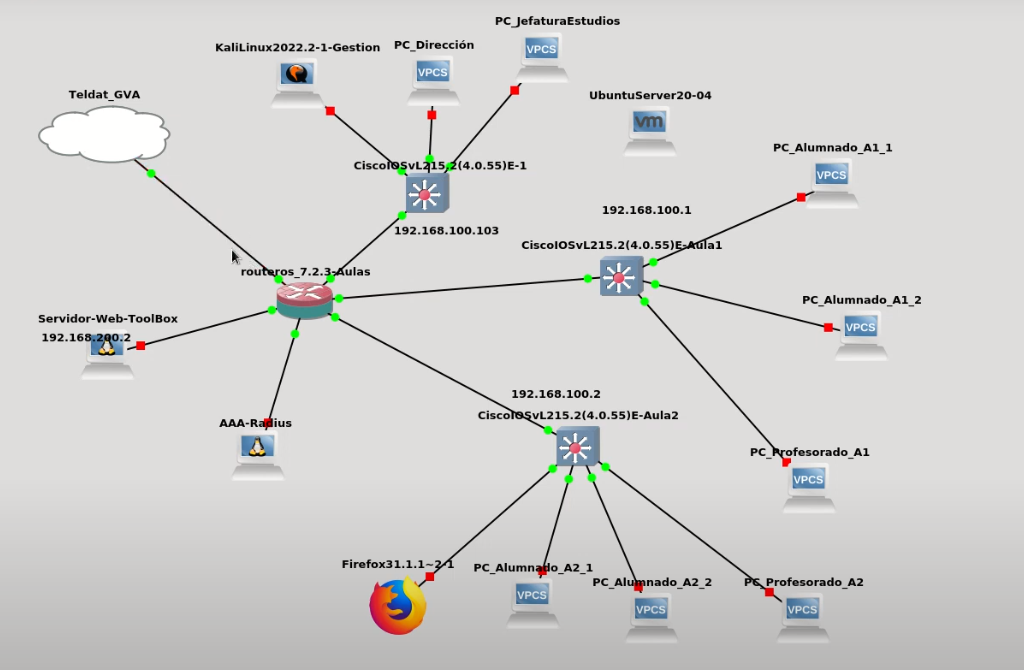 PC_JefaturaEstudios
KaliLinux2022.2-1-Gestion
PC_Dirección
VPCS
VPCS
Teldat_GVA
UbuntuServer20-04
vm
PC_Alumnado_A1_1
CiscoIOSvL215.2(4.0.55)E-1
VPCS
192.168.100.1
192.168.100.103
CiscoIOSvL215.2(4.0.55)E-Aula1
routeros_7.2.3-Aulas
PC_Alumnado_A1_2
Servidor-Web-ToolBox
VPCS
192.168.200.2
192.168.100.2
CiscoIOSvL215.2(4.0.55)E-Aula2
AAA-Radius
PC_Profesorado_A1
VPCS
Firefox31.1.1~2-1
PC_Alumnado_A2_1
PC_Alumnado_A2_2
PC_Profesorado_A2
VPCS
VPCS
VPCS